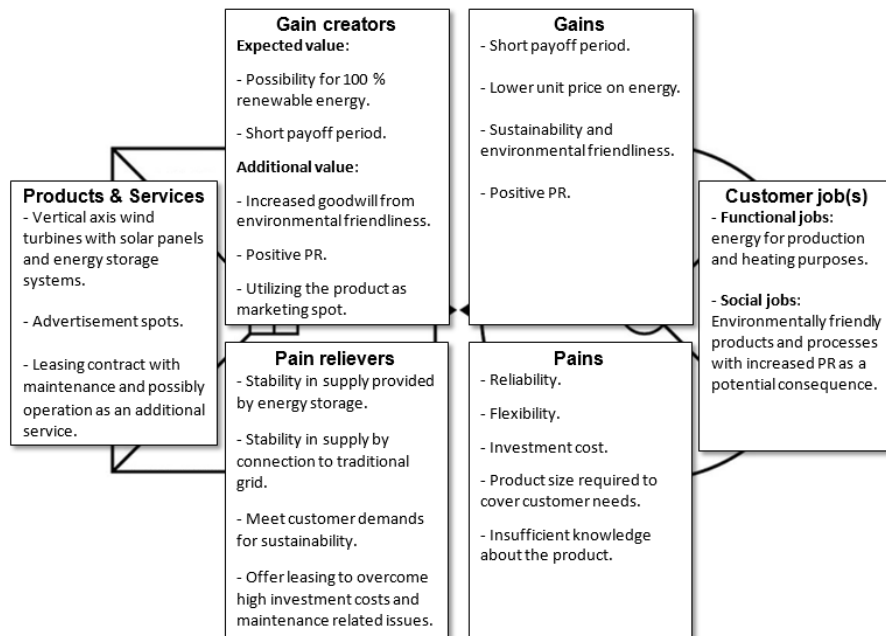 Gain creators
Expected value:
- Possibility for 100 %
renewable energy.
- Short payoff period.
Additional value:
- Increased goodwill from
environmental friendliness.
- Positive PR.
- Utilizing the product as
marketing spot.
Gains
- Short payoff period.
- Lower unit price on energy.
- Sustainability and
environmental friendliness.
- Positive PR.
Products & Services
- Vertical axis wind
turbines with solar panels
and energy storage
systems.
- Advertisement spots.
- Leasing contract with
maintenance and possibly
operation as an additional
service.
Customer job(s)
- Functional jobs:
energy for production
and heating purposes.
- Social jobs:
Environmentally friendly
products and processes
with increased PR as a
potential consequence.
Pain relievers
- Stability in supply provided
by energy storage.
- Stability in supply by
connection to traditional
grid.
- Meet customer demands
for sustainability.
- Offer leasing to overcome
high investment costs and
maintenance related issues.
Pains
- Reliability.
- Flexibility.
- Investment cost.
- Product size required to
cover customer needs.
- Insufficient knowledge
about the product.